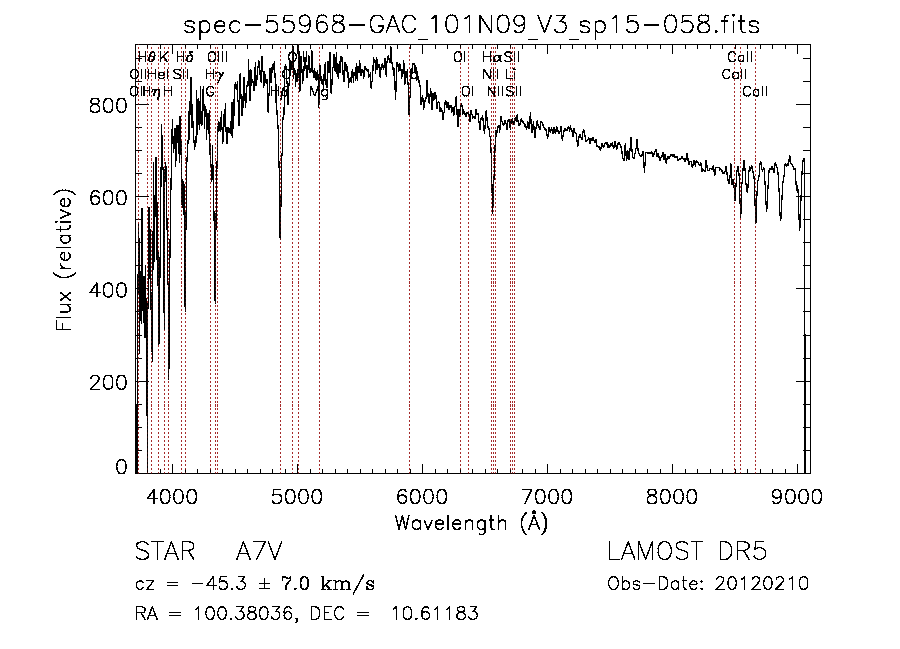 spec−55968−GAC_101N09_V3_sp15−058.fits
Hθ K Hδ OIII OI Hα SII CaII
OII HeI SII Hγ NII Li CaII
OII Hη H G Hβ Mg OI NII SII CaII
800
600
400
200
0
Flux (relative)
4000 5000 6000 7000 8000 9000
Wavelength (Å)
STAR A7V LAMOST DR5
cz = −45.3 ± 7.0 km/s Obs−Date: 20120210
RA = 100.38036, DEC = 10.61183